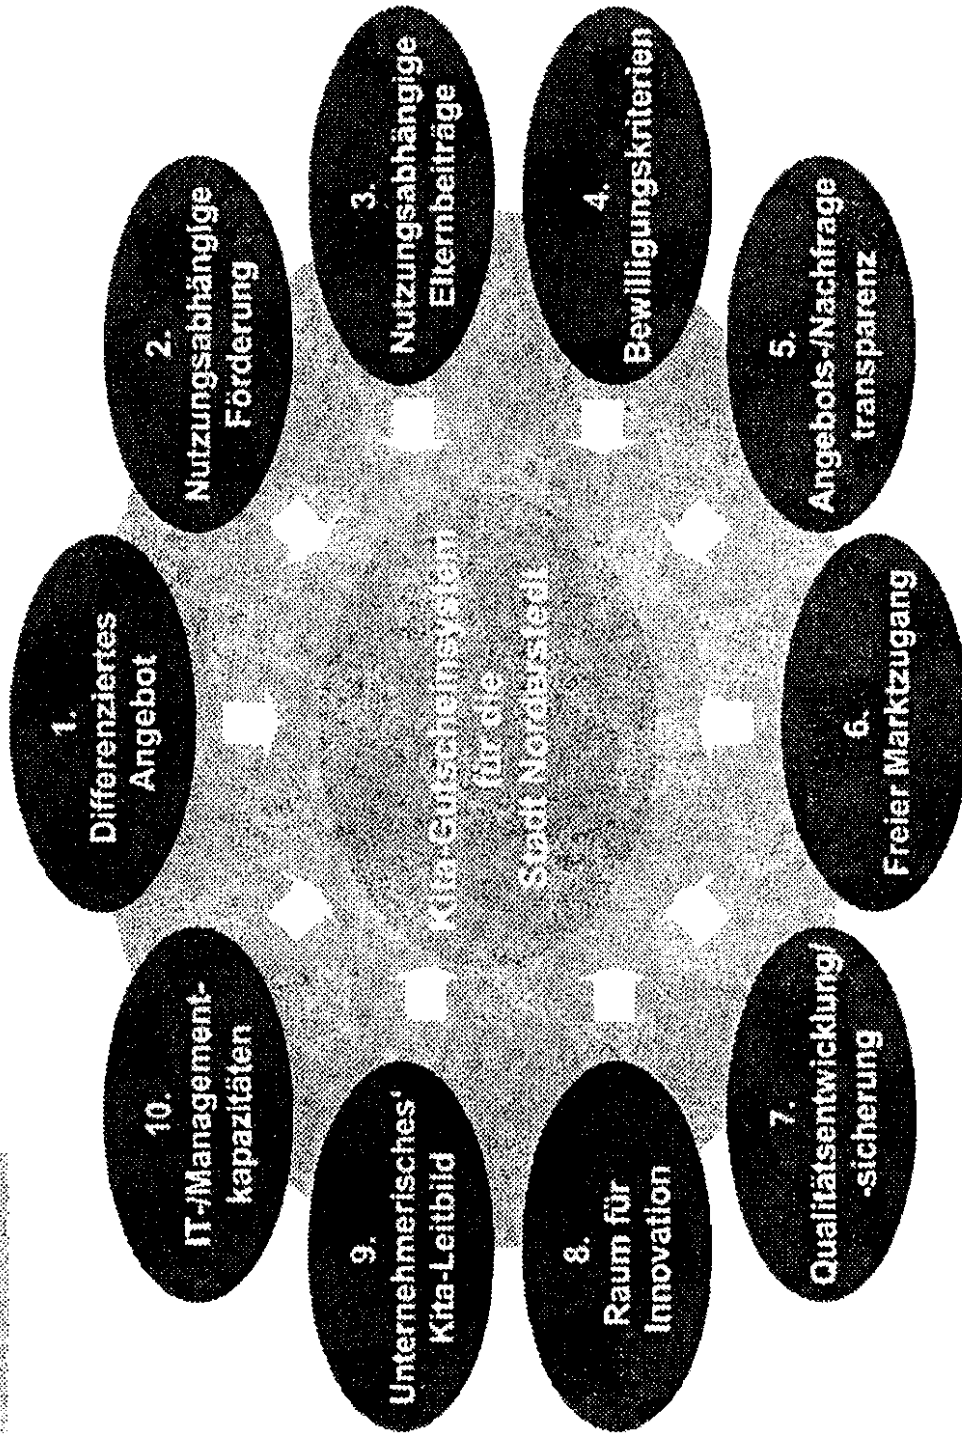 Kita-Gutscheinsystem
für die
Stadt Norderstedt
1.
Differenziertes
Angebot
2.
Nutzungsabhängige
Förderung
3.
Nutzungsabhängige
Elternbeiträge
4.
Bewilligungskriterien
5.
Angebots-/Nachfrage
transparenz
6.
Freier Marktzugang
7.
Qualitätsentwicklung/
-sicherung
8.
Raum für
Innovation
9.
Unternehmerisches'
Kita-Leitbild
10.
IT-/Management-
kapazitäten